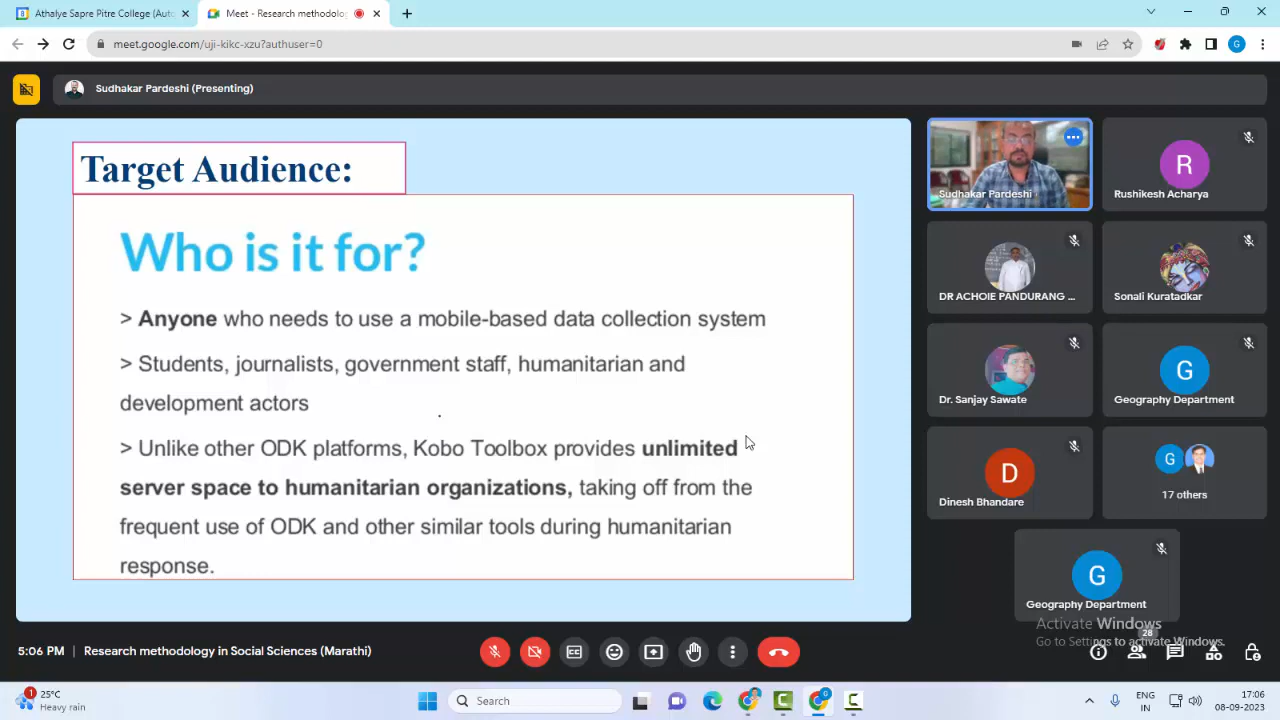 Athalye Sapre Pitre College (Aut
Meet - Research methodolo
meet.google.com/uji-kikc-xzu?authuser=0
G
Sudhakar Pardeshi (Presenting)
Target Audience:
Who is it for?
> Anyone who needs to use a mobile-based data collection system
> Students, journalists, government staff, humanitarian and
development actors
> Unlike other ODK platforms, Kobo Toolbox provides unlimited
server space to humanitarian organizations, taking off from the
frequent use of ODK and other similar tools during humanitarian
response.
Sudhakar Pardeshi
R
Rushikesh Acharya
DR ACHOIE PANDURANG ...
Sonali Kuratadkar
Dr. Sanjay Sawate
G
Geography Department
D
Dinesh Bhandare
G
17 others
G
Geography Department
Activate Windows
Go to Settings to activate Windows.
5:06 PM | Research methodology in Social Sciences (Marathi)
28
1
25°C
Heavy rain
Search
ENG
IN
17:06
08-09-2023